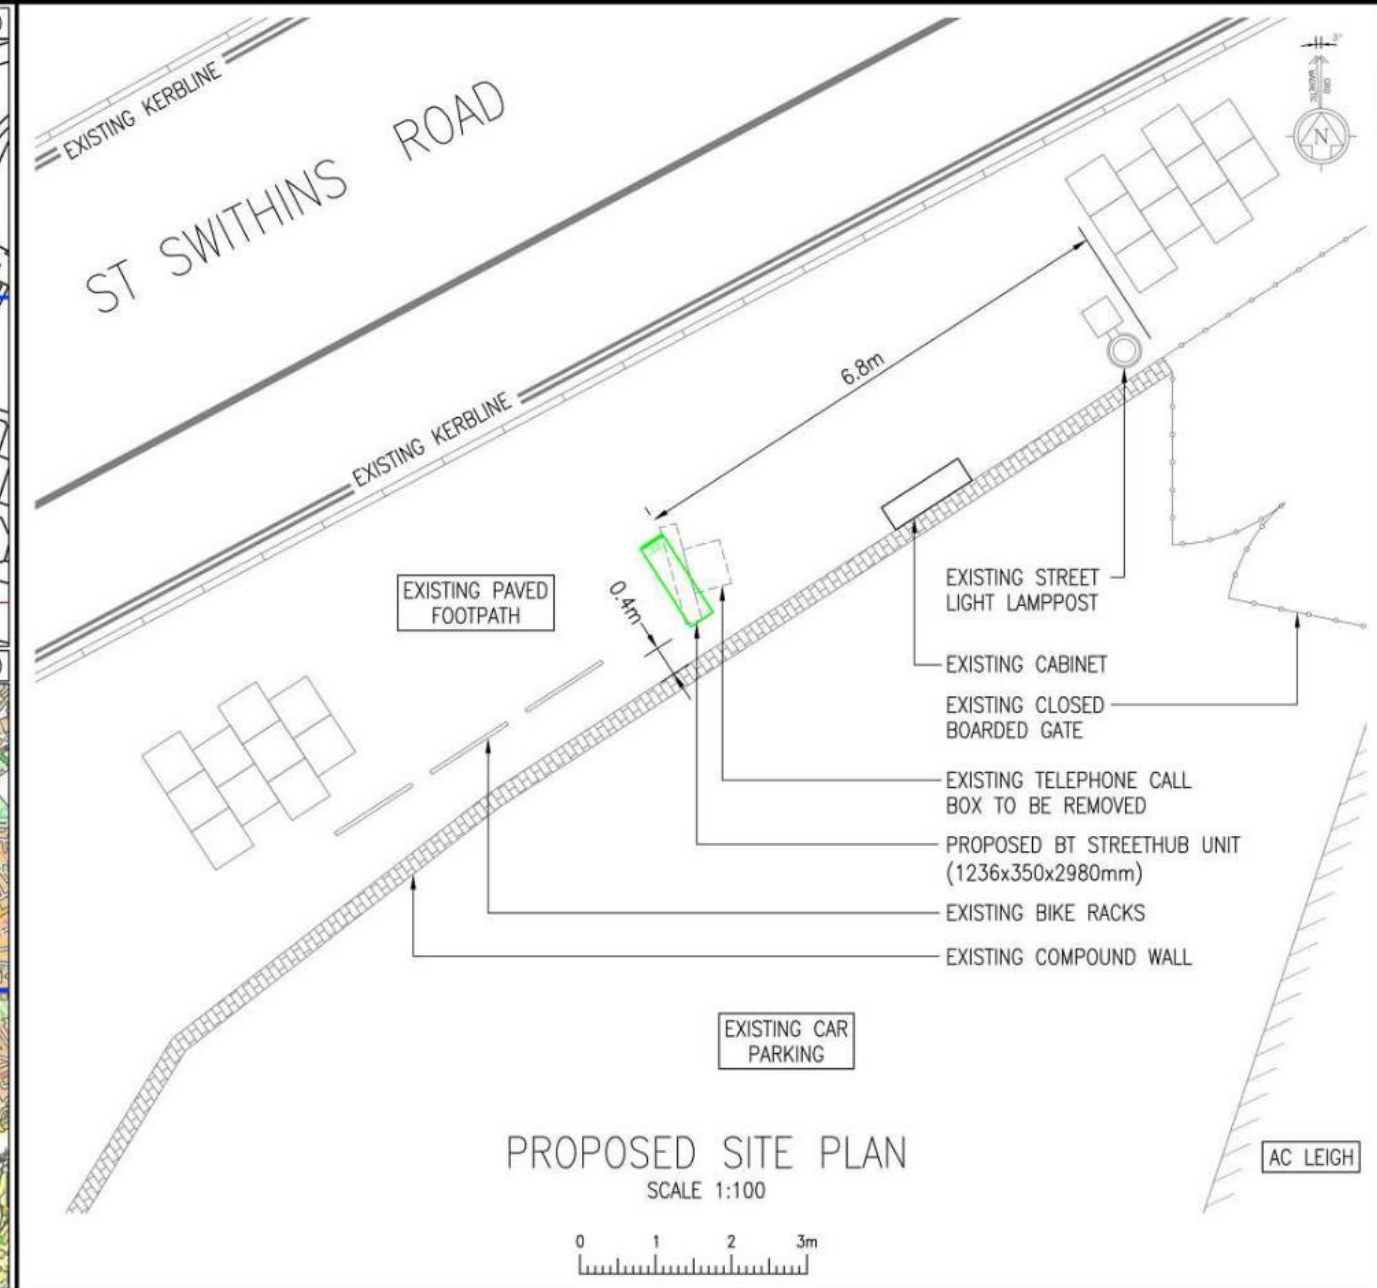 EXISTING KERBLINE
ST SWITHINS ROAD
3°
MAGNETIC
GRID
N
6.8m
EXISTING KERBLINE
EXISTING PAVED
FOOTPATH
0.4m
EXISTING STREET
LIGHT LAMPPOST
EXISTING CABINET
EXISTING CLOSED
BOARDED GATE
EXISTING TELEPHONE CALL
BOX TO BE REMOVED
PROPOSED BT STREETHUB UNIT
(1236x350x2980mm)
EXISTING BIKE RACKS
EXISTING COMPOUND WALL
EXISTING CAR
PARKING
PROPOSED SITE PLAN
SCALE 1:100
AC LEIGH
0 1 2 3m